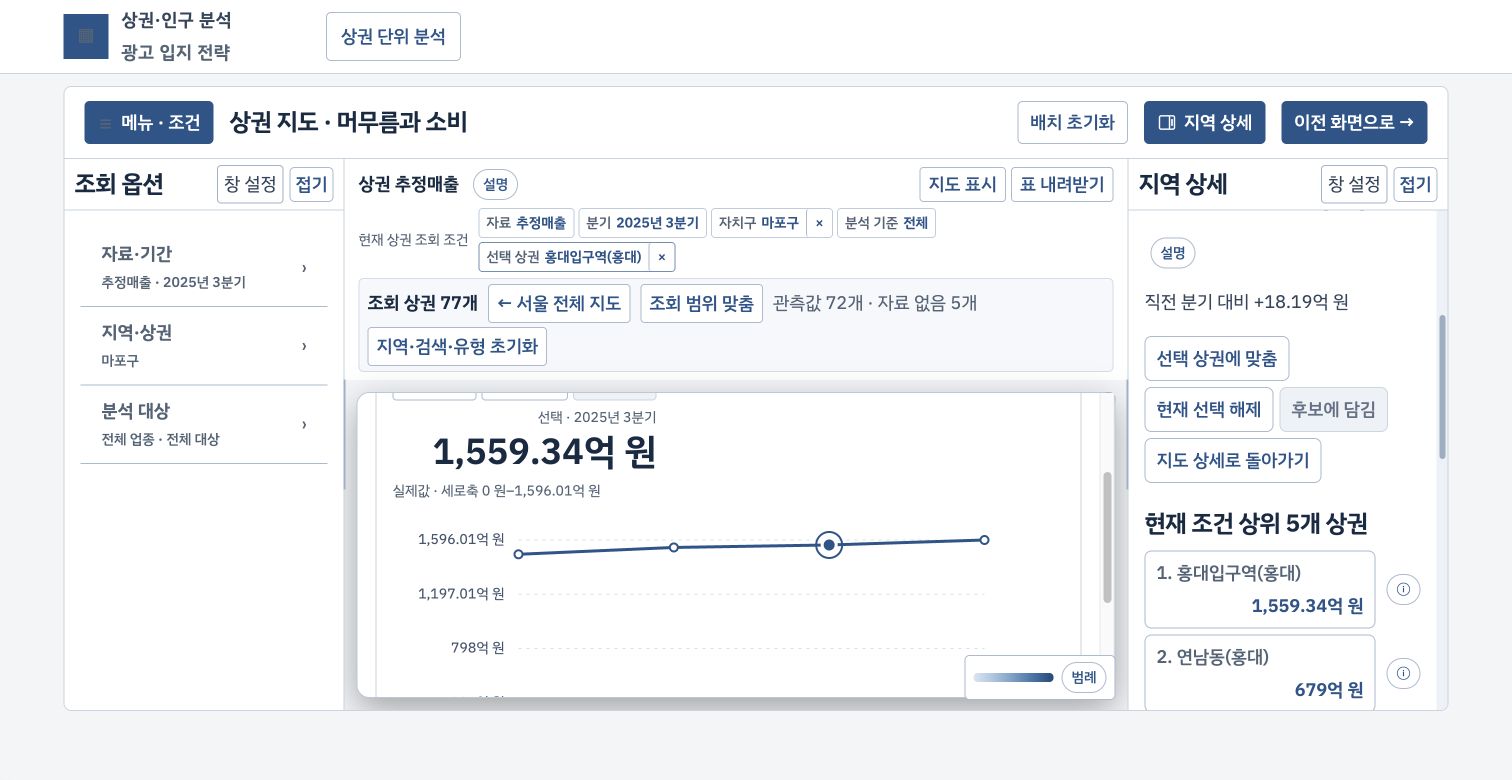 상권·인구 분석
광고 입지 전략
상권 단위 분석
메뉴 · 조건
상권 지도 · 머무름과 소비
배치 초기화
지역 상세
이전 화면으로 →
조회 옵션
창 설정
접기
자료·기간
추정매출 · 2025년 3분기
지역·상권
마포구
분석 대상
전체 업종 · 전체 대상
상권 추정매출
설명
지도 표시
표 내려받기
현재 상권 조회 조건
자료 추정매출
분기 2025년 3분기
자치구 마포구 ×
분석 기준 전체
선택 상권 홍대입구역(홍대) ×
조회 상권 77개
← 서울 전체 지도
조회 범위 맞춤
관측값 72개 · 자료 없음 5개
지역·검색·유형 초기화
선택 · 2025년 3분기
1,559.34억 원
실제값 · 세로축 0 원–1,596.01억 원
1,596.01억 원
1,197.01억 원
798억 원
범례
지역 상세
창 설정
접기
설명
직전 분기 대비 +18.19억 원
선택 상권에 맞춤
현재 선택 해제
후보에 담김
지도 상세로 돌아가기
현재 조건 상위 5개 상권
1. 홍대입구역(홍대)
1,559.34억 원
2. 연남동(홍대)
679억 원